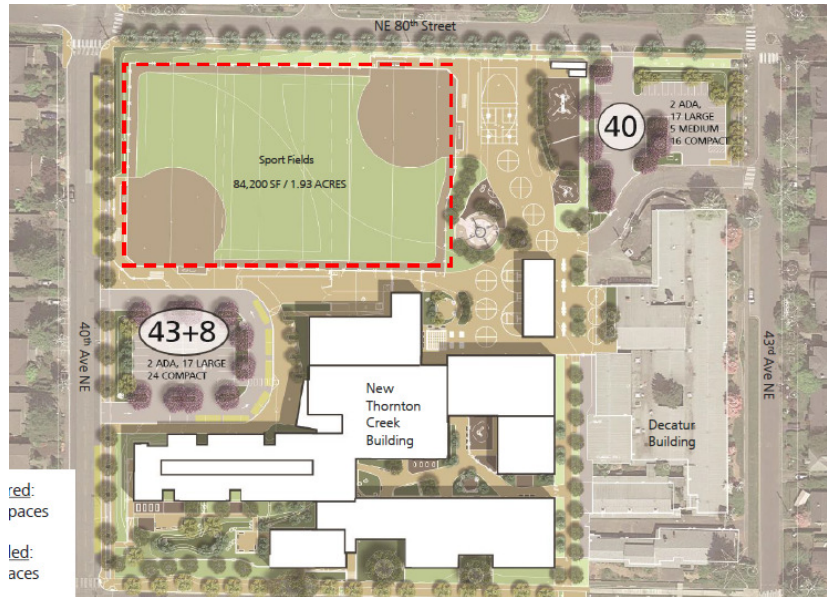 NE 80th Street
40
2 ADA,
17 LARGE
5 MEDIUM
16 COMPACT
Sport Fields
84,200 SF / 1.93 ACRES
40th Ave NE
43+8
2 ADA, 17 LARGE
24 COMPACT
New
Thornton
Creek
Building
Decatur
Building
43rd Ave NE
red:
paces
ded:
aces